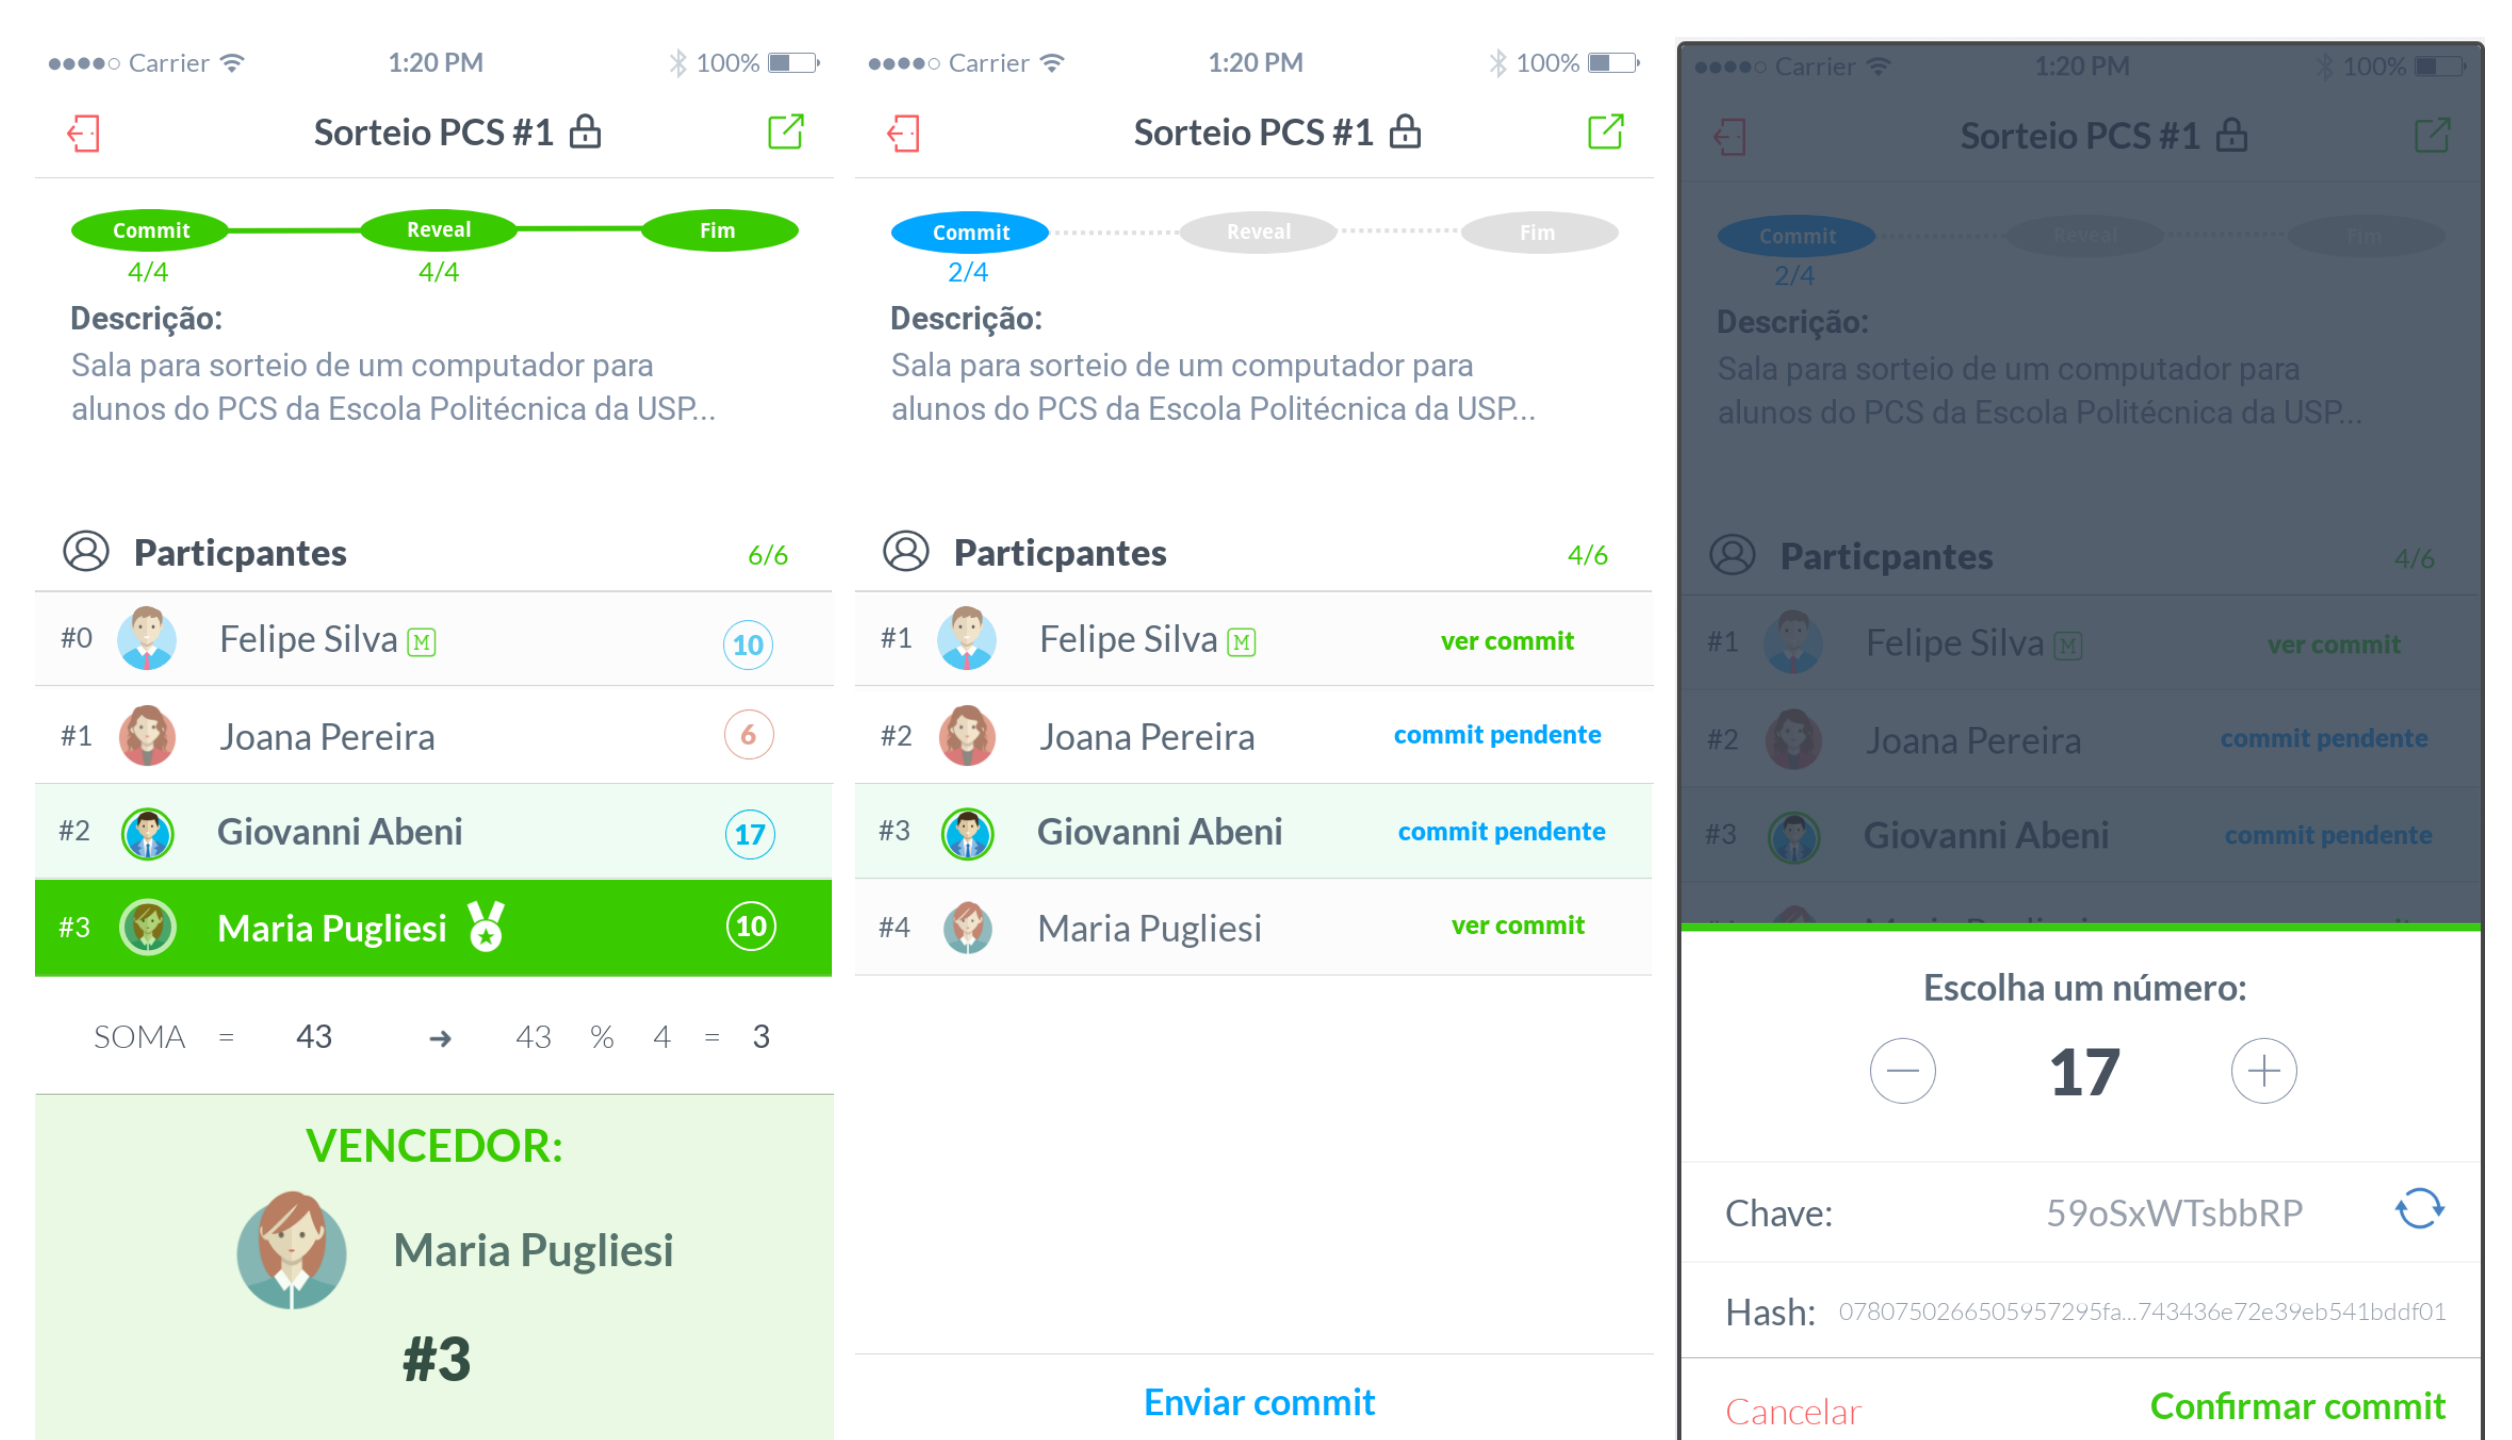 Carrier 1:20 PM 100%
Sorteio PCS #1
Commit Reveal Fim
4/4 4/4
Descrição:
Sala para sorteio de um computador para
alunos do PCS da Escola Politécnica da USP...
Particpantes 6/6
#0 Felipe Silva M 10
#1 Joana Pereira 6
#2 Giovanni Abeni 17
#3 Maria Pugliesi 10
SOMA = 43 → 43 % 4 = 3
VENCEDOR:
Maria Pugliesi
#3
Carrier 1:20 PM 100%
Sorteio PCS #1
Commit Reveal Fim
2/4
Descrição:
Sala para sorteio de um computador para
alunos do PCS da Escola Politécnica da USP...
Particpantes 4/6
#1 Felipe Silva M ver commit
#2 Joana Pereira commit pendente
#3 Giovanni Abeni commit pendente
#4 Maria Pugliesi ver commit
Enviar commit
Carrier 1:20 PM 100%
Sorteio PCS #1
Commit Reveal Fim
2/4
Descrição:
Sala para sorteio de um computador para
alunos do PCS da Escola Politécnica da USP...
Particpantes 4/6
#1 Felipe Silva M ver commit
#2 Joana Pereira commit pendente
#3 Giovanni Abeni commit pendente
Escolha um número:
17
Chave: 59oSxWTsbbRP
Hash: 0780750266505957295fa...743436e72e39eb541bddf01
Cancelar Confirmar commit